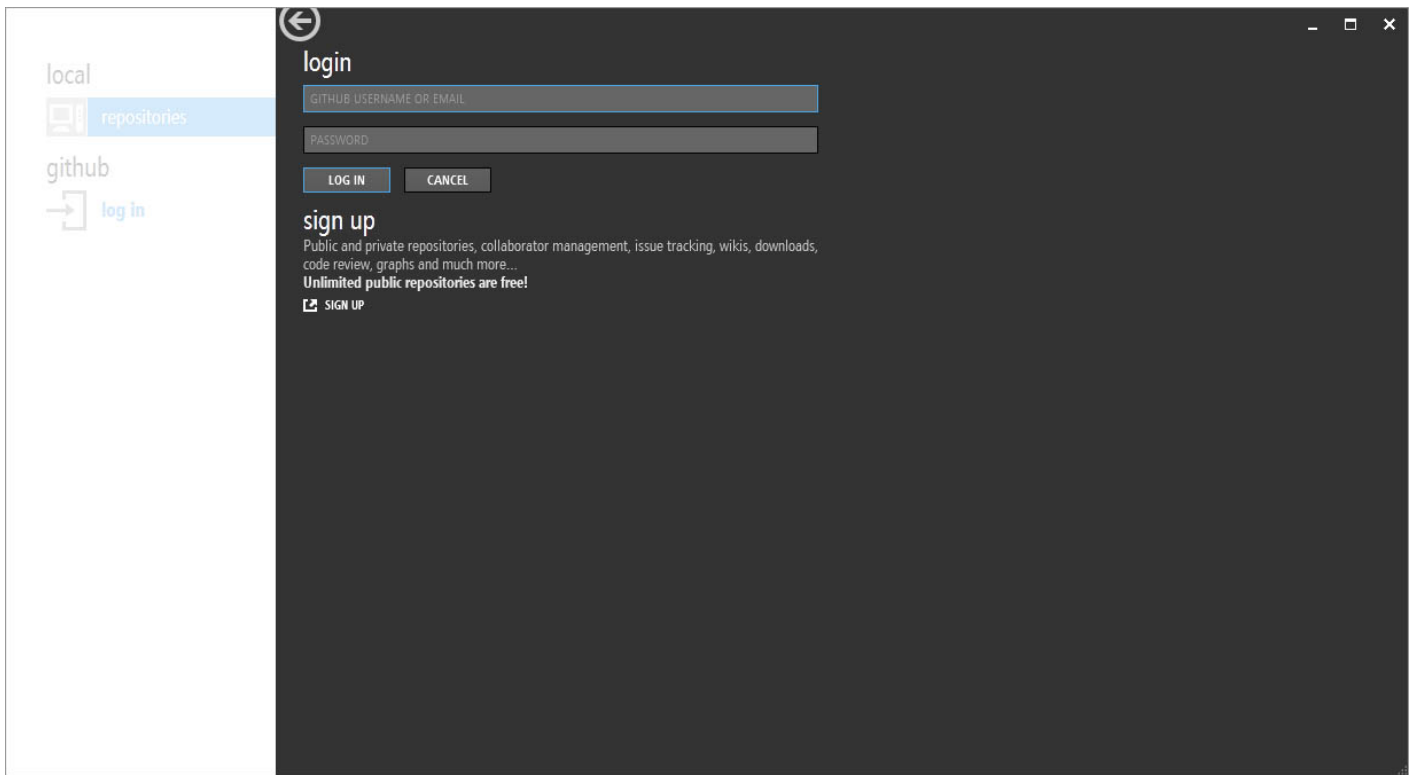 local
repositories
github
log in
login
GITHUB USERNAME OR EMAIL
PASSWORD
LOG IN
CANCEL
sign up
Public and private repositories, collaborator management, issue tracking, wikis, downloads,
code review, graphs and much more...
Unlimited public repositories are free!
SIGN UP